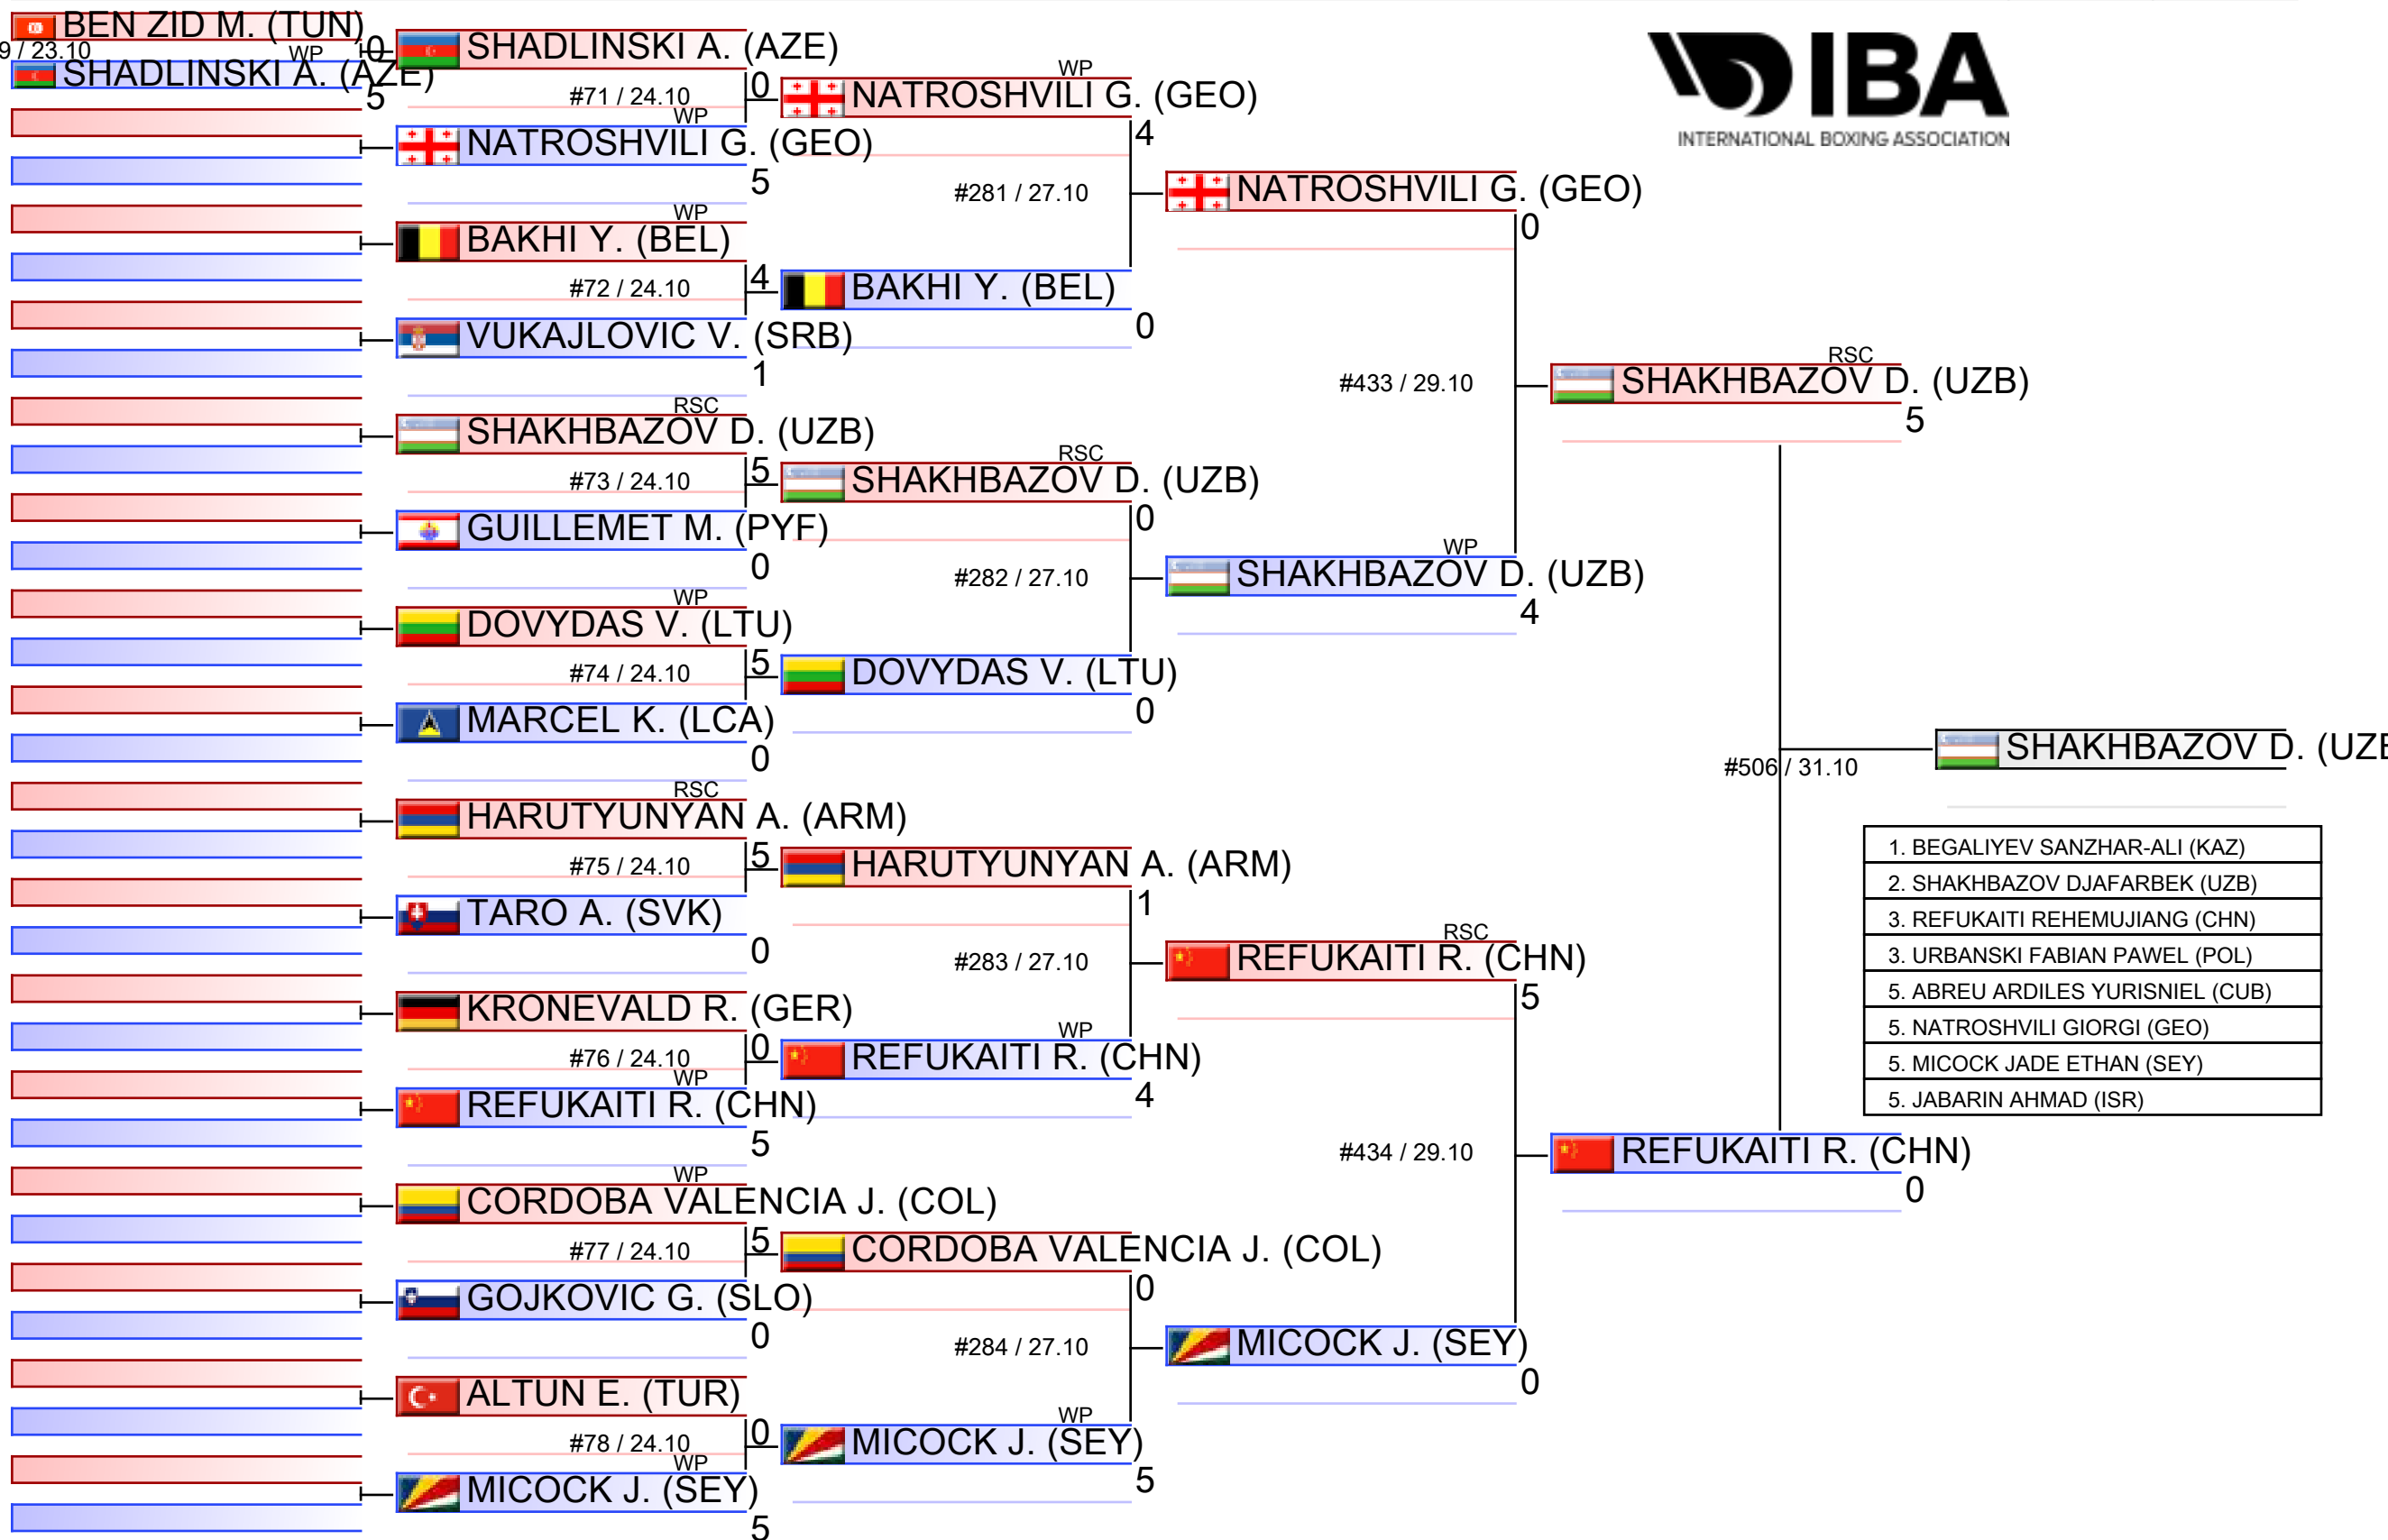 BEN ZID M. (TUN)
9 / 23.10
WP
0
SHADLINSKI A. (AZE)
5
SHADLINSKI A. (AZE)
0
#71 / 24.10
WP
NATROSHVILI G. (GEO)
5
WP
BAKHI Y. (BEL)
4
#72 / 24.10
VUKAJLOVIC V. (SRB)
1
RSC
SHAKHBAZOV D. (UZB)
5
#73 / 24.10
GUILLEMET M. (PYF)
0
WP
DOVYDAS V. (LTU)
5
#74 / 24.10
MARCEL K. (LCA)
0
RSC
HARUTYUNYAN A. (ARM)
5
#75 / 24.10
TARO A. (SVK)
0
KRONEVALD R. (GER)
0
#76 / 24.10
WP
REFUKAITI R. (CHN)
5
WP
CORDOBA VALENCIA J. (COL)
5
#77 / 24.10
GOJKOVIC G. (SLO)
0
ALTUN E. (TUR)
0
#78 / 24.10
WP
MICOCK J. (SEY)
5
WP
NATROSHVILI G. (GEO)
4
#281 / 27.10
BAKHI Y. (BEL)
0
RSC
SHAKHBAZOV D. (UZB)
0
#282 / 27.10
DOVYDAS V. (LTU)
0
HARUTYUNYAN A. (ARM)
1
#283 / 27.10
WP
REFUKAITI R. (CHN)
4
CORDOBA VALENCIA J. (COL)
0
#284 / 27.10
WP
MICOCK J. (SEY)
5
NATROSHVILI G. (GEO)
0
#433 / 29.10
WP
SHAKHBAZOV D. (UZB)
4
RSC
REFUKAITI R. (CHN)
5
#434 / 29.10
MICOCK J. (SEY)
0
RSC
SHAKHBAZOV D. (UZB)
5
#506 / 31.10
REFUKAITI R. (CHN)
0
SHAKHBAZOV D. (UZB
IBA
INTERNATIONAL BOXING ASSOCIATION
1. BEGALIYEV SANZHAR-ALI (KAZ)
2. SHAKHBAZOV DJAFARBEK (UZB)
3. REFUKAITI REHEMUJIANG (CHN)
3. URBANSKI FABIAN PAWEL (POL)
5. ABREU ARDILES YURISNIEL (CUB)
5. NATROSHVILI GIORGI (GEO)
5. MICOCK JADE ETHAN (SEY)
5. JABARIN AHMAD (ISR)